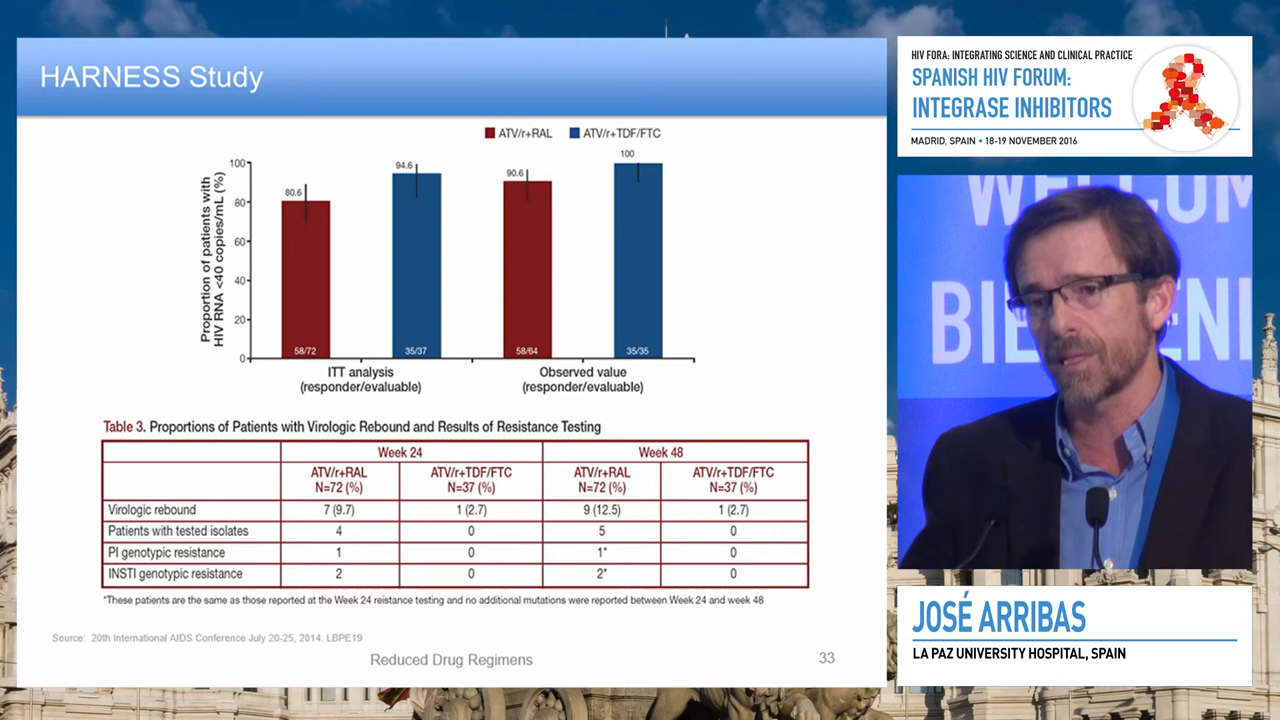 HARNESS Study
ATV/r+RAL
ATV/r+TDF/FTC
Proportion of patients with
HIV RNA <40 copies/mL (%)
100
80
60
40
20
0
80.6
94.6
90.6
100
58/72
35/37
58/64
35/35
ITT analysis
(responder/evaluable)
Observed value
(responder/evaluable)
Table 3. Proportions of Patients with Virologic Rebound and Results of Resistance Testing
Week 24 Week 48
ATV/r+RAL ATV/r+TDF/FTC ATV/r+RAL ATV/r+TDF/FTC
N=72 (%) N=37 (%) N=72 (%) N=37 (%)
Virologic rebound 7 (9.7) 1 (2.7) 9 (12.5) 1 (2.7)
Patients with tested isolates 4 0 5 0
PI genotypic resistance 1 0 1* 0
INSTI genotypic resistance 2 0 2* 0
*These patients are the same as those reported at the Week 24 reistance testing and no additional mutations were reported between Week 24 and week 48
Source: 20th International AIDS Conference July 20-25, 2014. LBPE19
Reduced Drug Regimens
33
HIV FORA: INTEGRATING SCIENCE AND CLINICAL PRACTICE
SPANISH HIV FORUM:
INTEGRASE INHIBITORS
MADRID, SPAIN • 18-19 NOVEMBER 2016
WELCOM
BIE ENI
JOSÉ ARRIBAS
LA PAZ UNIVERSITY HOSPITAL, SPAIN